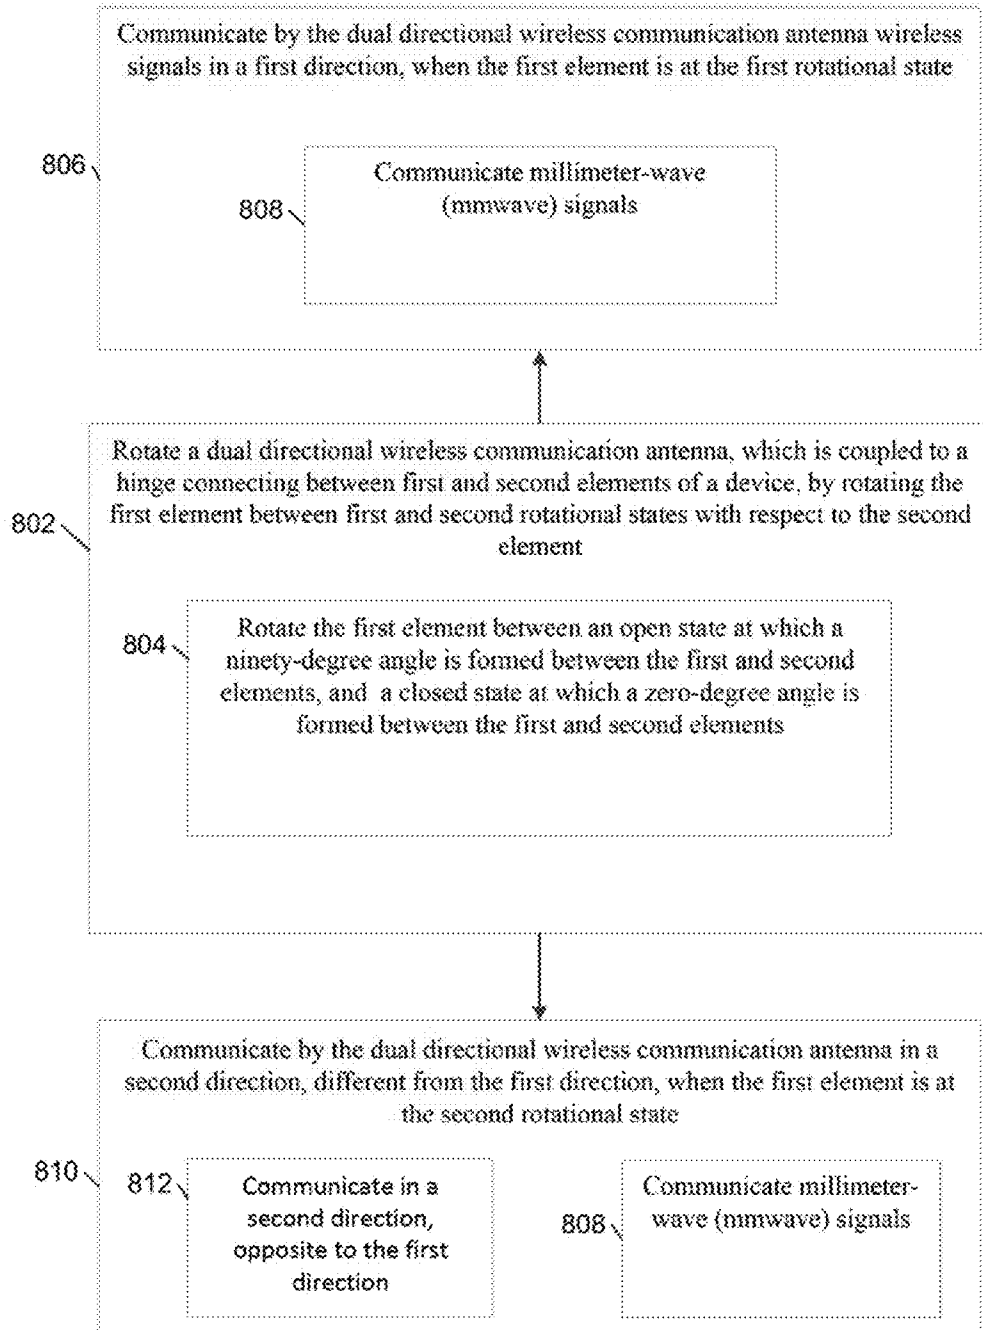 Communicate by the dual directional wireless communication antenna wireless
signals in a first direction, when the first element is at the first rotational state
806
Communicate millimeter-wave
(mmwave) signals
808
Rotate a dual directional wireless communication antenna, which is coupled to a
hinge connecting between first and second elements of a device, by rotating the
first element between first and second rotational states with respect to the second
element
802
Rotate the first element between an open state at which a
ninety-degree angle is formed between the first and second
elements, and a closed state at which a zero-degree angle is
formed between the first and second elements
804
Communicate by the dual directional wireless communication antenna in a
second direction, different from the first direction, when the first element is at
the second rotational state
810
812
Communicate in a
second direction,
opposite to the first
direction
808
Communicate millimeter-
wave (mmwave) signals